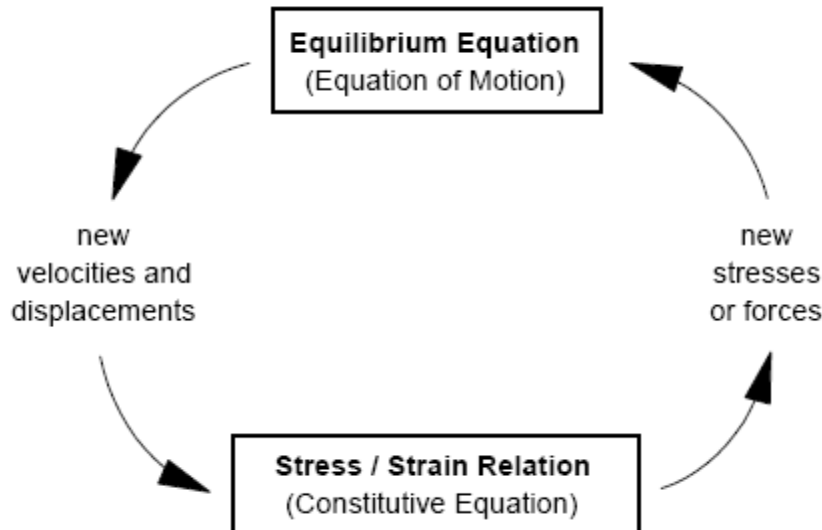 Equilibrium Equation
(Equation of Motion)
new
velocities and
displacements
new
stresses
or forces
Stress / Strain Relation
(Constitutive Equation)